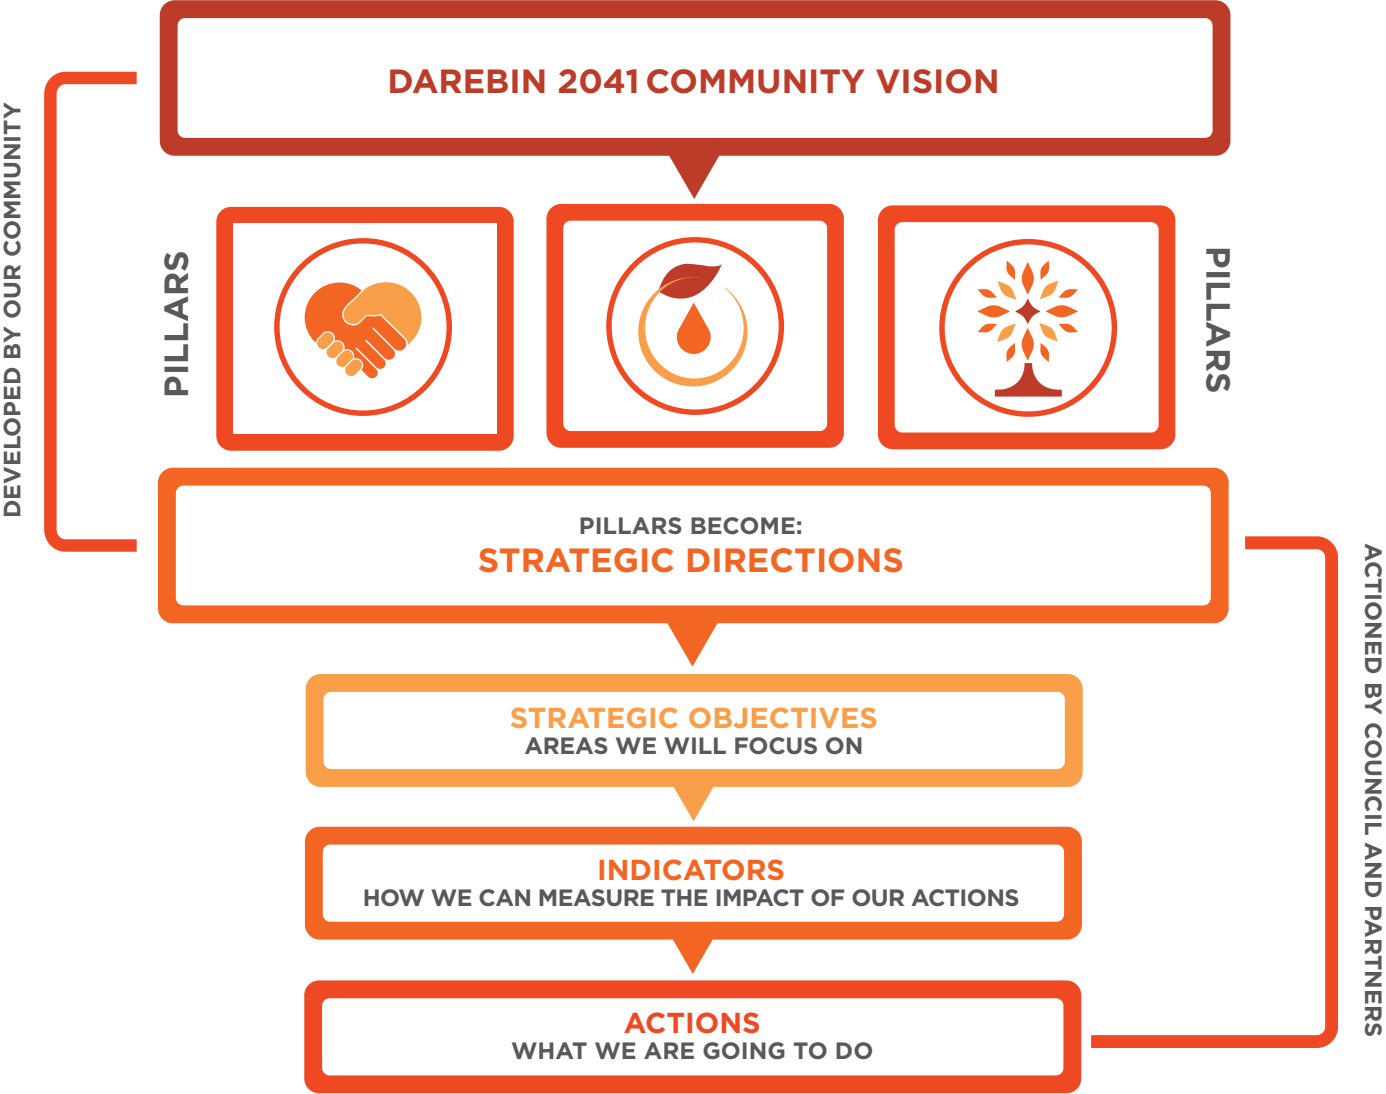 DAREBIN 2041 COMMUNITY VISION
DEVELOPED BY OUR COMMUNITY
PILLARS
PILLARS
PILLARS BECOME:
STRATEGIC DIRECTIONS
STRATEGIC OBJECTIVES
AREAS WE WILL FOCUS ON
INDICATORS
HOW WE CAN MEASURE THE IMPACT OF OUR ACTIONS
ACTIONS
WHAT WE ARE GOING TO DO
ACTIONED BY COUNCIL AND PARTNERS